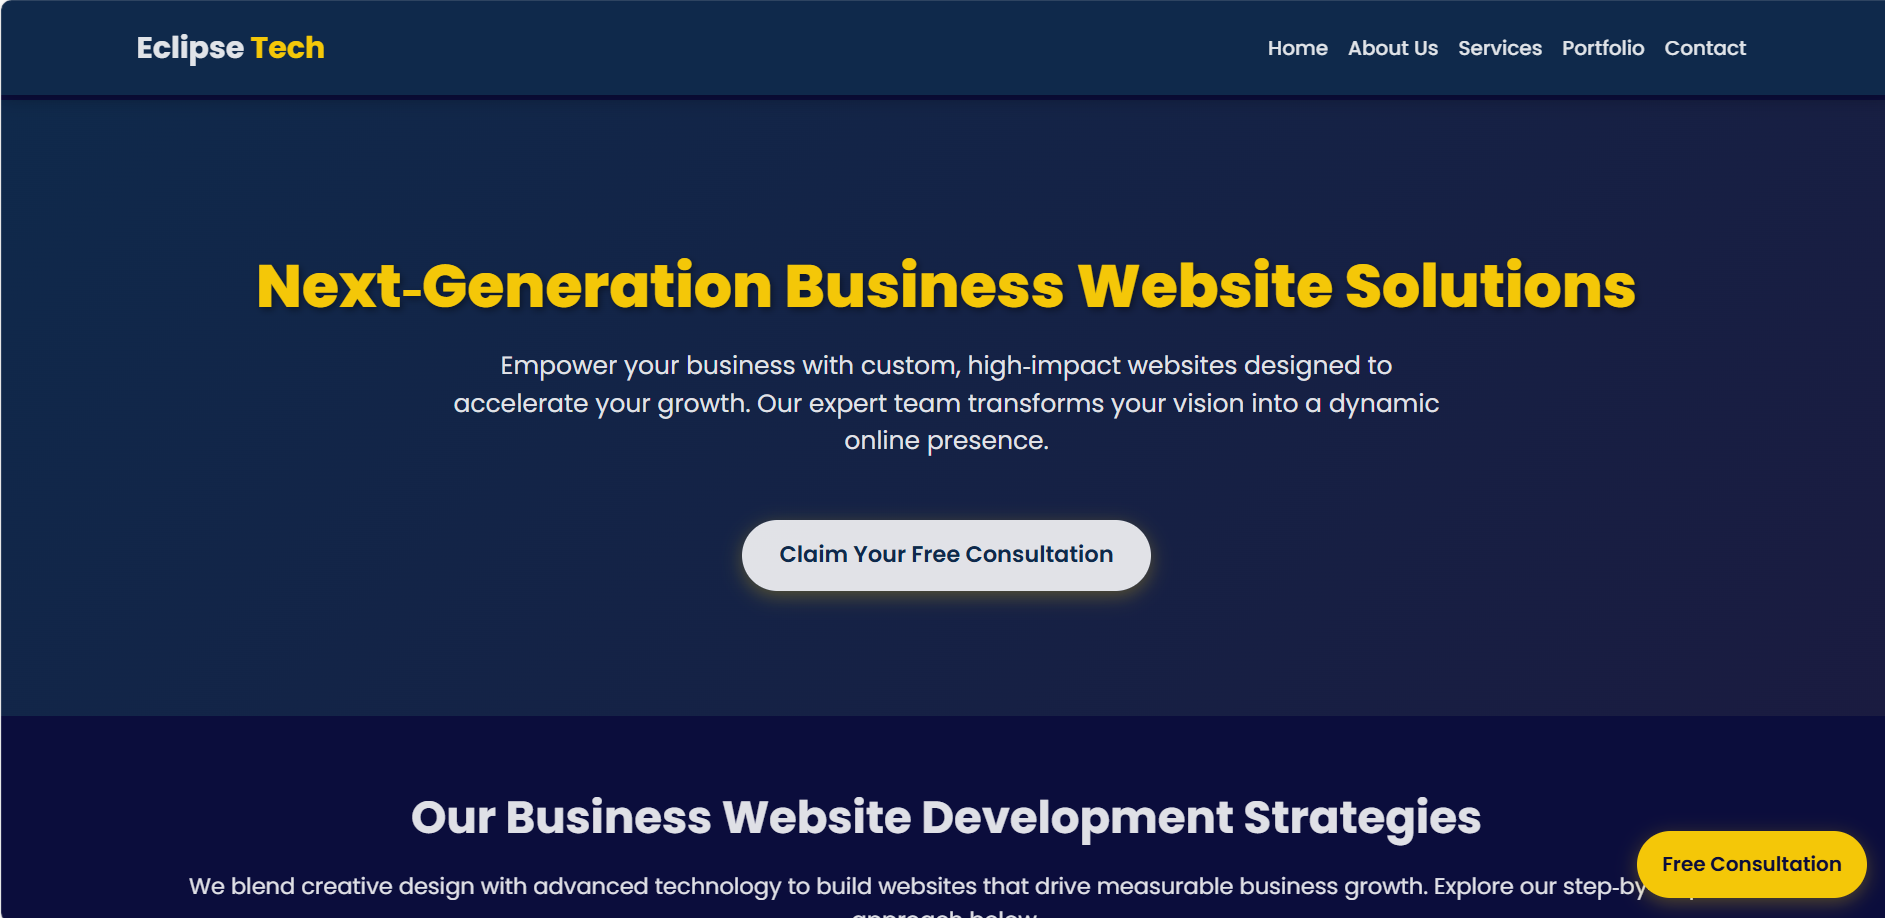 Eclipse Tech
Home About Us Services Portfolio Contact
Next-Generation Business Website Solutions
Empower your business with custom, high-impact websites designed to
accelerate your growth. Our expert team transforms your vision into a dynamic
online presence.
Claim Your Free Consultation
Our Business Website Development Strategies
We blend creative design with advanced technology to build websites that drive measurable business growth. Explore our step-by
approach below
Free Consultation